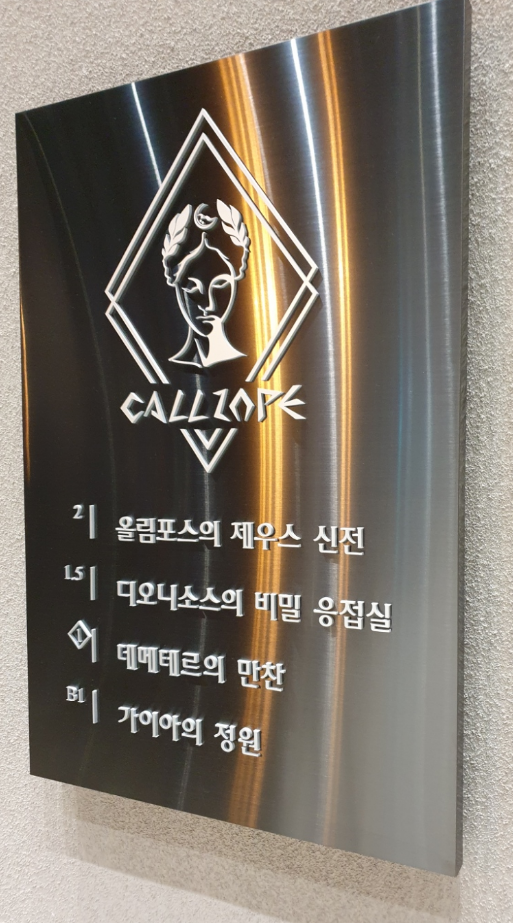 CALLIOPE
2 | 올림포스의 제우스 신전
1.5 | 디오니소스의 비밀 응접실
1 | 데메테르의 만찬
B1 | 가이아의 정원